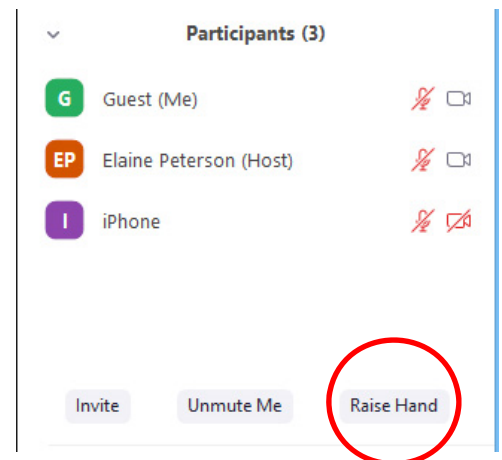 Participants (3)
G Guest (Me)
EP Elaine Peterson (Host)
I iPhone
Invite Unmute Me Raise Hand